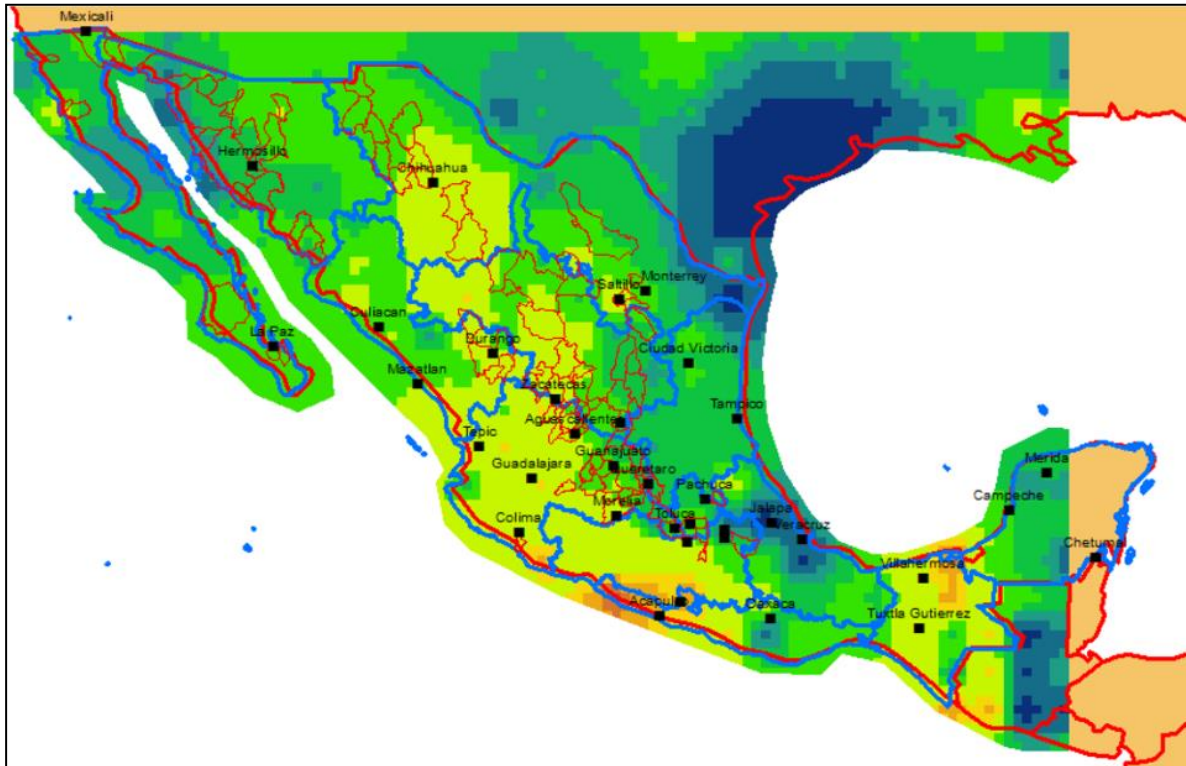 Mexicali
Hermosillo
Chihuahua
Monterrey
Saltillo
Culiacan
La Paz
Durango
Ciudad Victoria
Mazatlan
Zacatecas
Tampico
Aguascalientes
Tepic
Guanajuato
Guadalajara
Queretaro
Merida
Pachuca
Campeche
Morelia
Toluca
Jalapa
Veracruz
Colima
Chetumal
Villahermosa
Acapulco
Oaxaca
Tuxtla Gutierrez